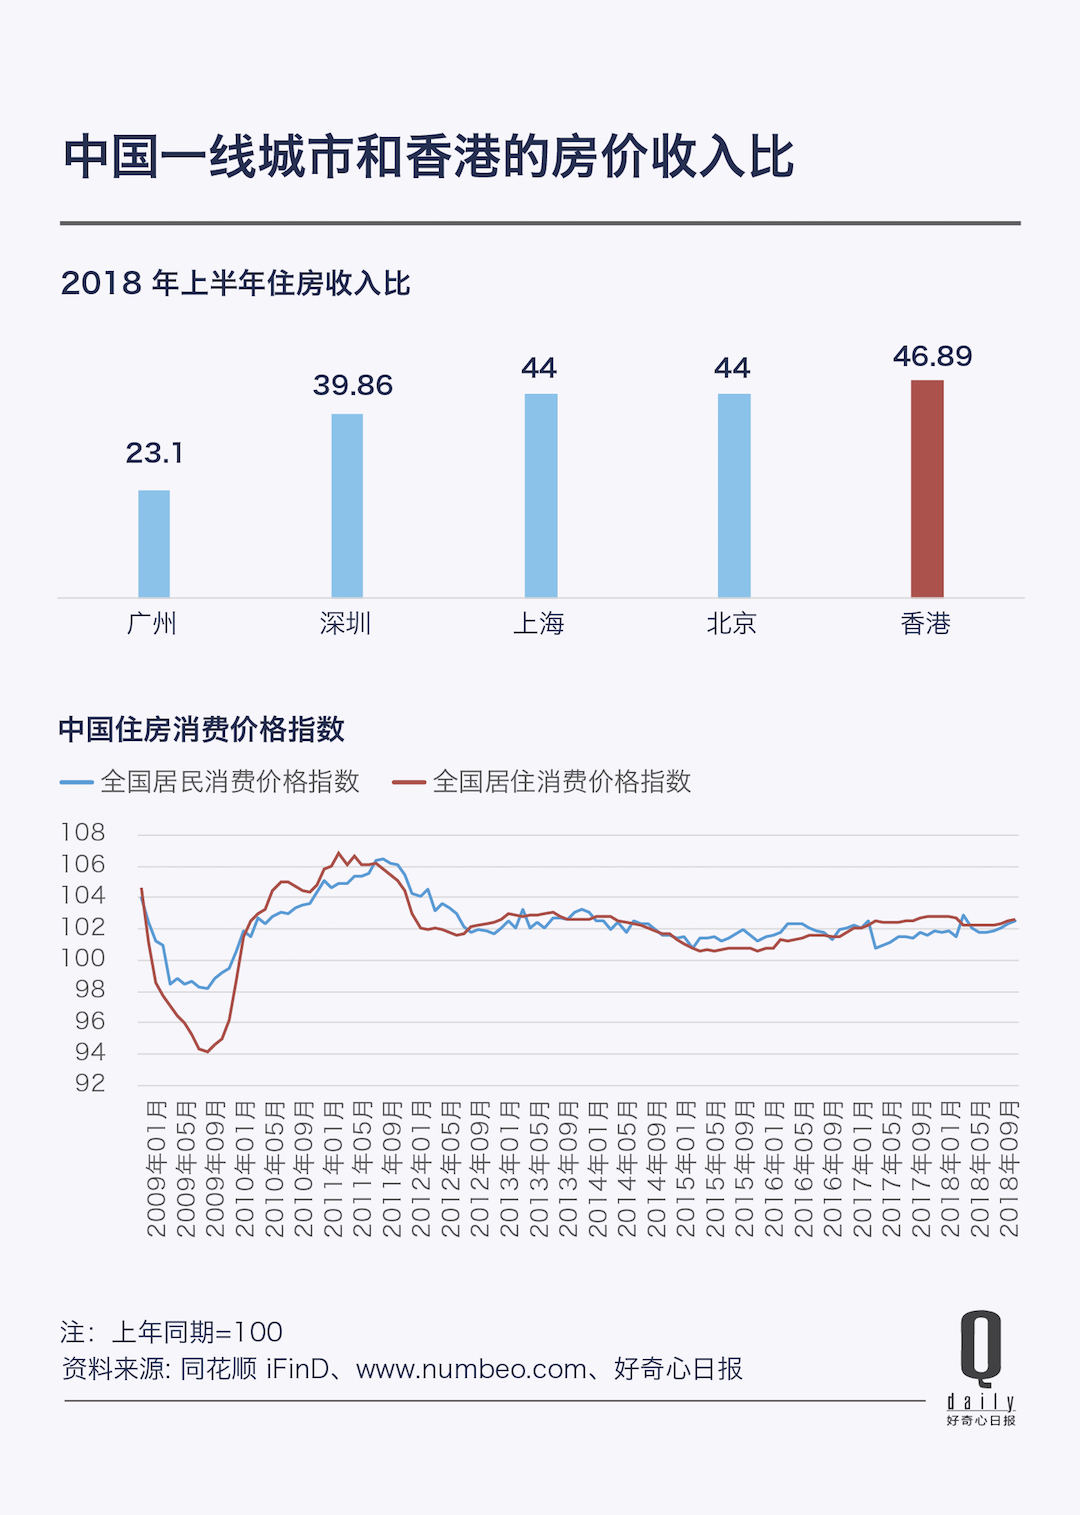 中国一线城市和香港的房价收入比
2018 年上半年住房收入比
23.1
39.86
44
44
46.89
广州
深圳
上海
北京
香港
中国住房消费价格指数
全国居民消费价格指数
全国居住消费价格指数
108
106
104
102
100
98
96
94
92
2009年01月
2009年05月
2009年09月
2010年01月
2010年05月
2010年09月
2011年01月
2011年05月
2011年09月
2012年01月
2012年05月
2012年09月
2013年01月
2013年05月
2013年09月
2014年01月
2014年05月
2014年09月
2015年01月
2015年05月
2015年09月
2016年01月
2016年05月
2016年09月
2017年01月
2017年05月
2017年09月
2018年01月
2018年05月
2018年09月
注：上年同期=100
资料来源: 同花顺 iFinD、www.numbeo.com、好奇心日报
Q
daily
好奇心日报